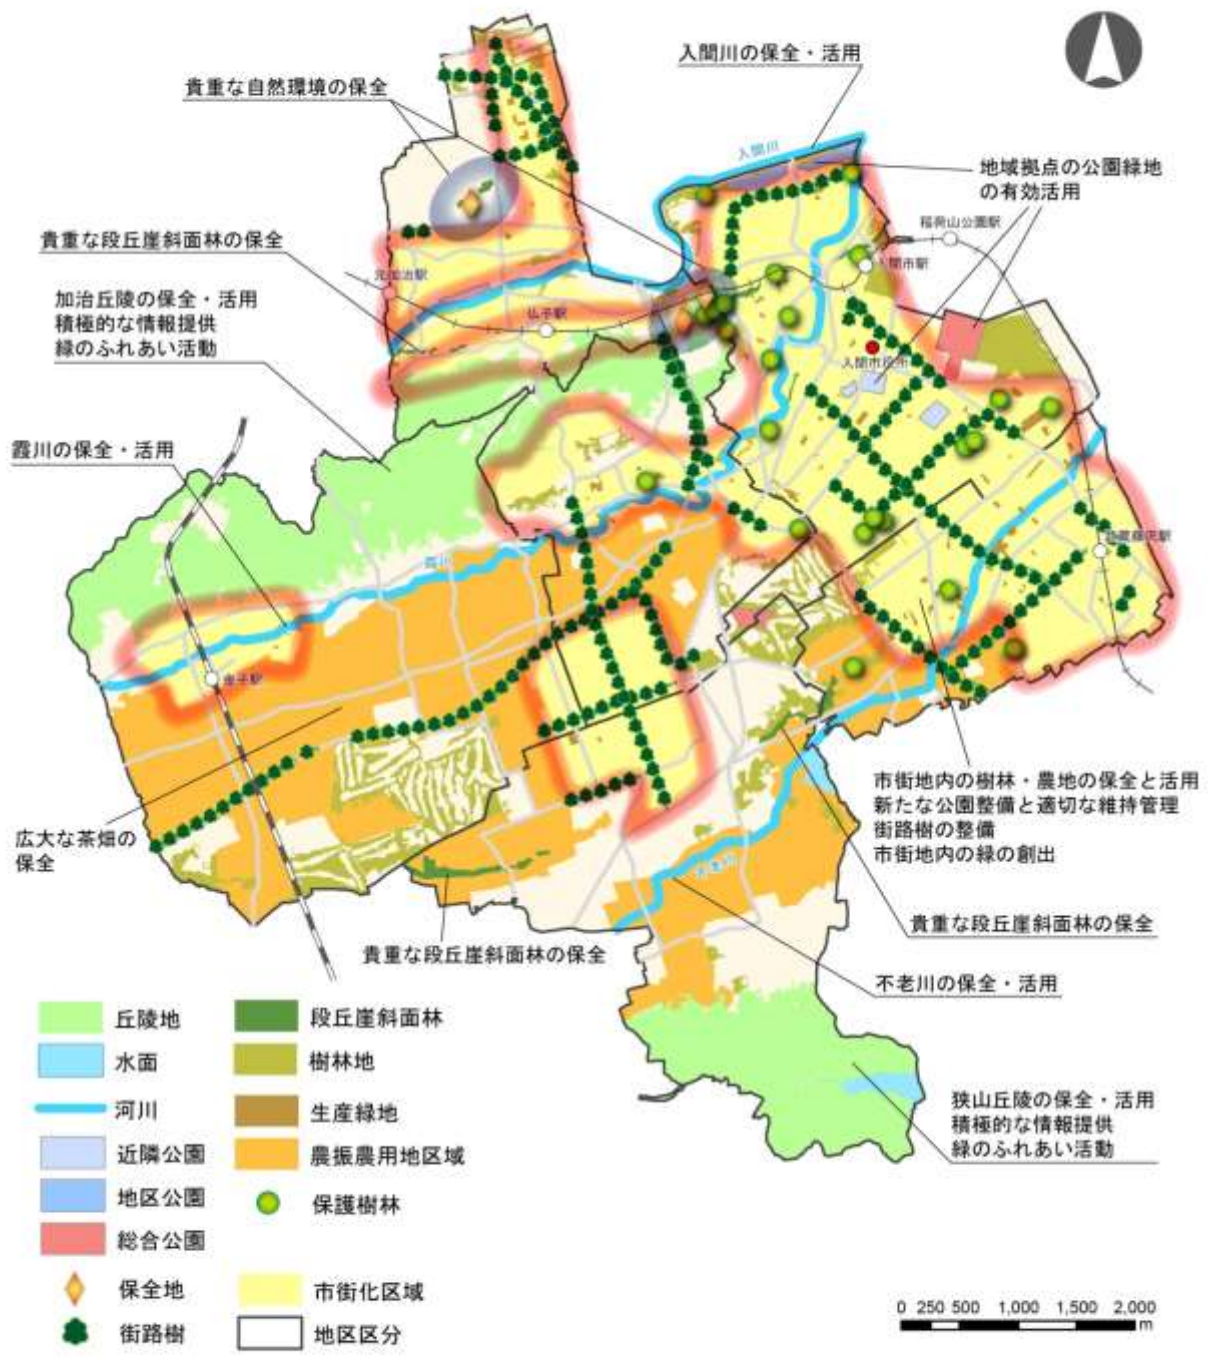 入間川の保全・活用
貴重な自然環境の保全
入間川
地域拠点の公園緑地
の有効活用
稲荷山公園駅
貴重な段丘崖斜面林の保全
入間市駅
元加治駅
加治丘陵の保全・活用
積極的な情報提供
緑のふれあい活動
仏子駅
入間市役所
霞川の保全・活用
霞川
武蔵藤沢駅
金子駅
市街地内の樹林・農地の保全と活用
新たな公園整備と適切な維持管理
街路樹の整備
市街地内の緑の創出
広大な茶畑の
保全
不老川
貴重な段丘崖斜面林の保全
貴重な段丘崖斜面林の保全
不老川の保全・活用
狭山丘陵の保全・活用
積極的な情報提供
緑のふれあい活動
丘陵地
段丘崖斜面林
水面
樹林地
河川
生産緑地
近隣公園
農振農用地区域
地区公園
保護樹林
総合公園
保全地
市街化区域
街路樹
地区区分
0 250 500 1,000 1,500 2,000
m